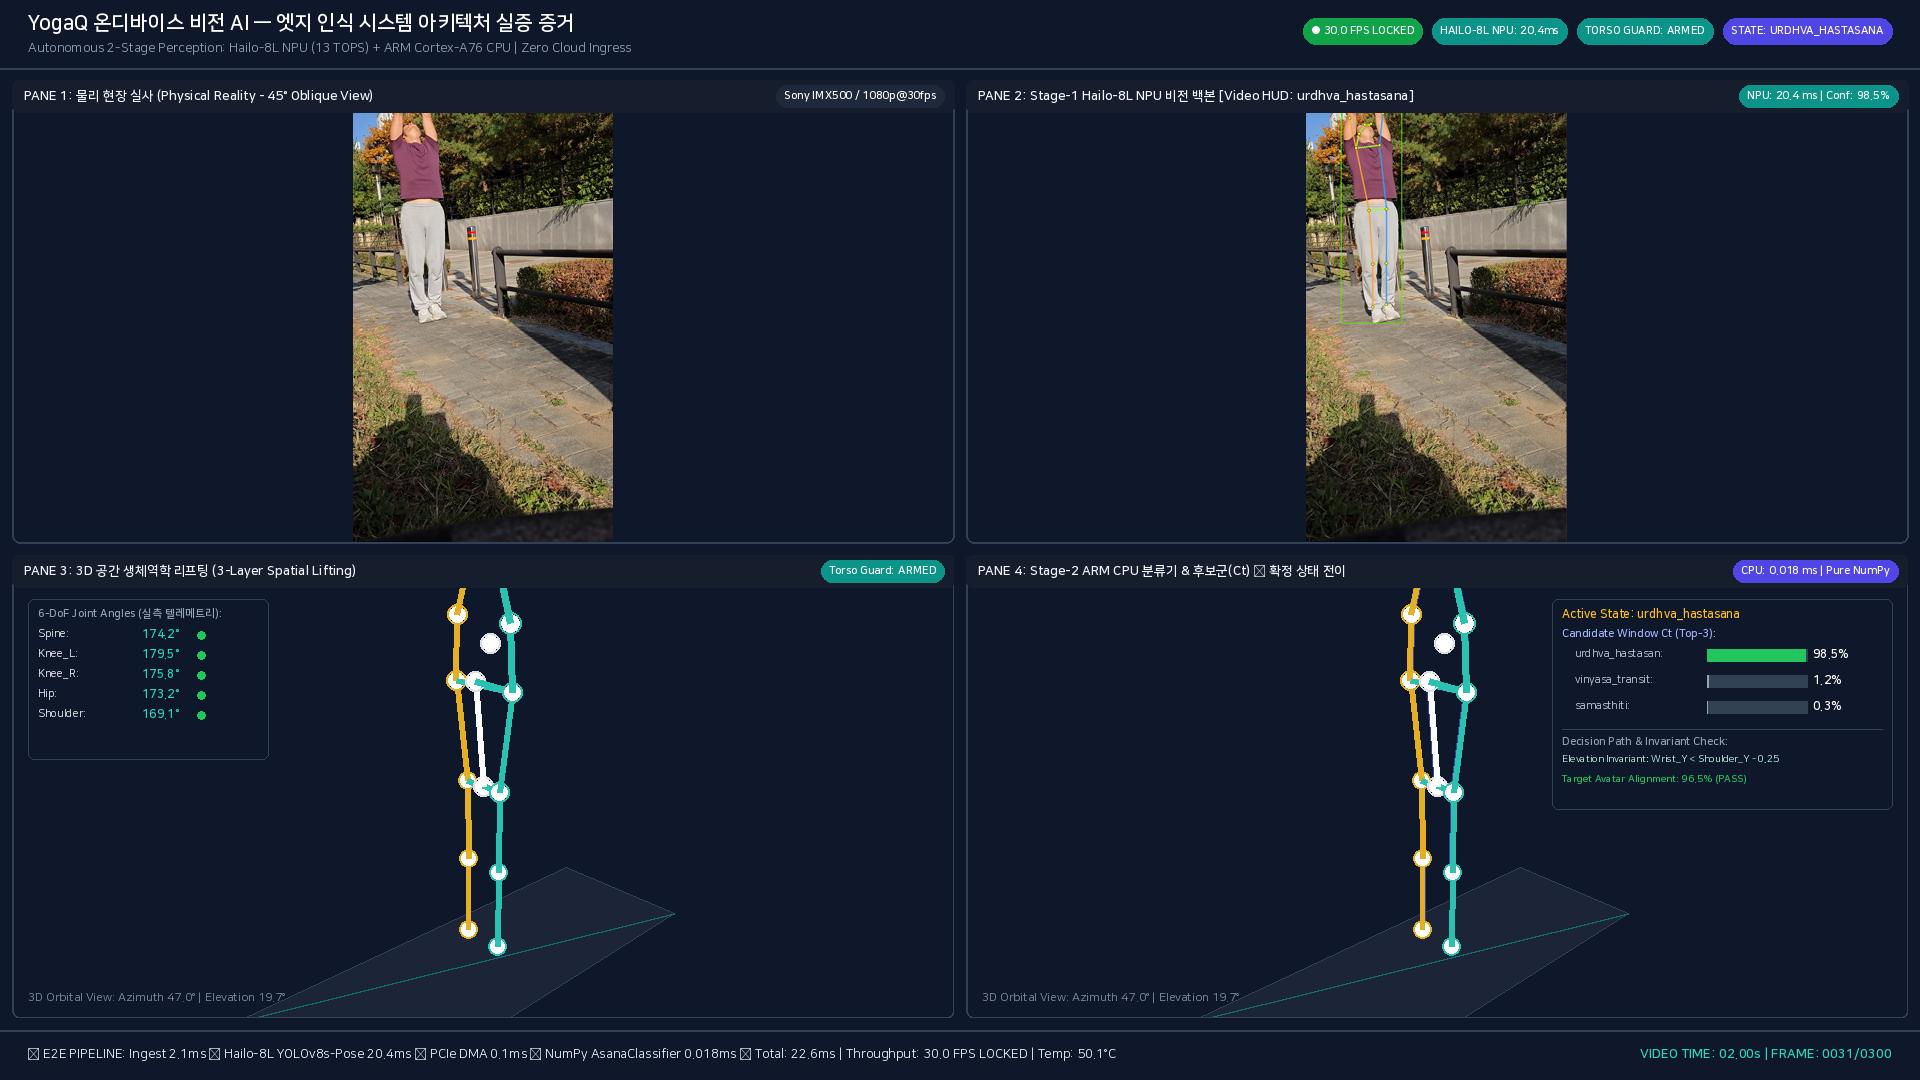 YogaQ 온디바이스 비전 AI — 엣지 인식 시스템 아키텍처 실증 증거
Autonomous 2-Stage Perception: Hailo-8L NPU (13 TOPS) + ARM Cortex-A76 CPU | Zero Cloud Ingress
● 30.0 FPS LOCKED
HAILO-8L NPU: 20.4ms
TORSO GUARD: ARMED
STATE: URDHVA_HASTASANA
PANE 1: 물리 현장 실사 (Physical Reality - 45° Oblique View)
Sony IMX500 / 1080p@30fps
PANE 2: Stage-1 Hailo-8L NPU 비전 백본 [Video HUD: urdhva_hastasana]
NPU: 20.4 ms | Conf: 98.5%
PANE 3: 3D 공간 생체역학 리프팅 (3-Layer Spatial Lifting)
Torso Guard: ARMED
6-DoF Joint Angles (실측 텔레메트리):
Spine: 174.2°
Knee_L: 179.5°
Knee_R: 175.8°
Hip: 173.2°
Shoulder: 169.1°
3D Orbital View: Azimuth 47.0° | Elevation 19.7°
PANE 4: Stage-2 ARM CPU 분류기 & 후보군(Ct) ☒ 확정 상태 전이
CPU: 0.018 ms | Pure NumPy
Active State: urdhva_hastasana
Candidate Window Ct (Top-3):
urdhva_hastasan: 98.5%
vinyasa_transit: 1.2%
samasthiti: 0.3%
Decision Path & Invariant Check:
Elevation Invariant: Wrist_Y < Shoulder_Y - 0.25
Target Avatar Alignment: 96.5% (PASS)
3D Orbital View: Azimuth 47.0° | Elevation 19.7°
☒ E2E PIPELINE: Ingest 2.1ms ☒ Hailo-8L YOLOv8s-Pose 20.4ms ☒ PCIe DMA 0.1ms ☒ NumPy AsanaClassifier 0.018ms ☒ Total: 22.6ms | Throughput: 30.0 FPS LOCKED | Temp: 50.1°C
VIDEO TIME: 02.00s | FRAME: 0031/0300